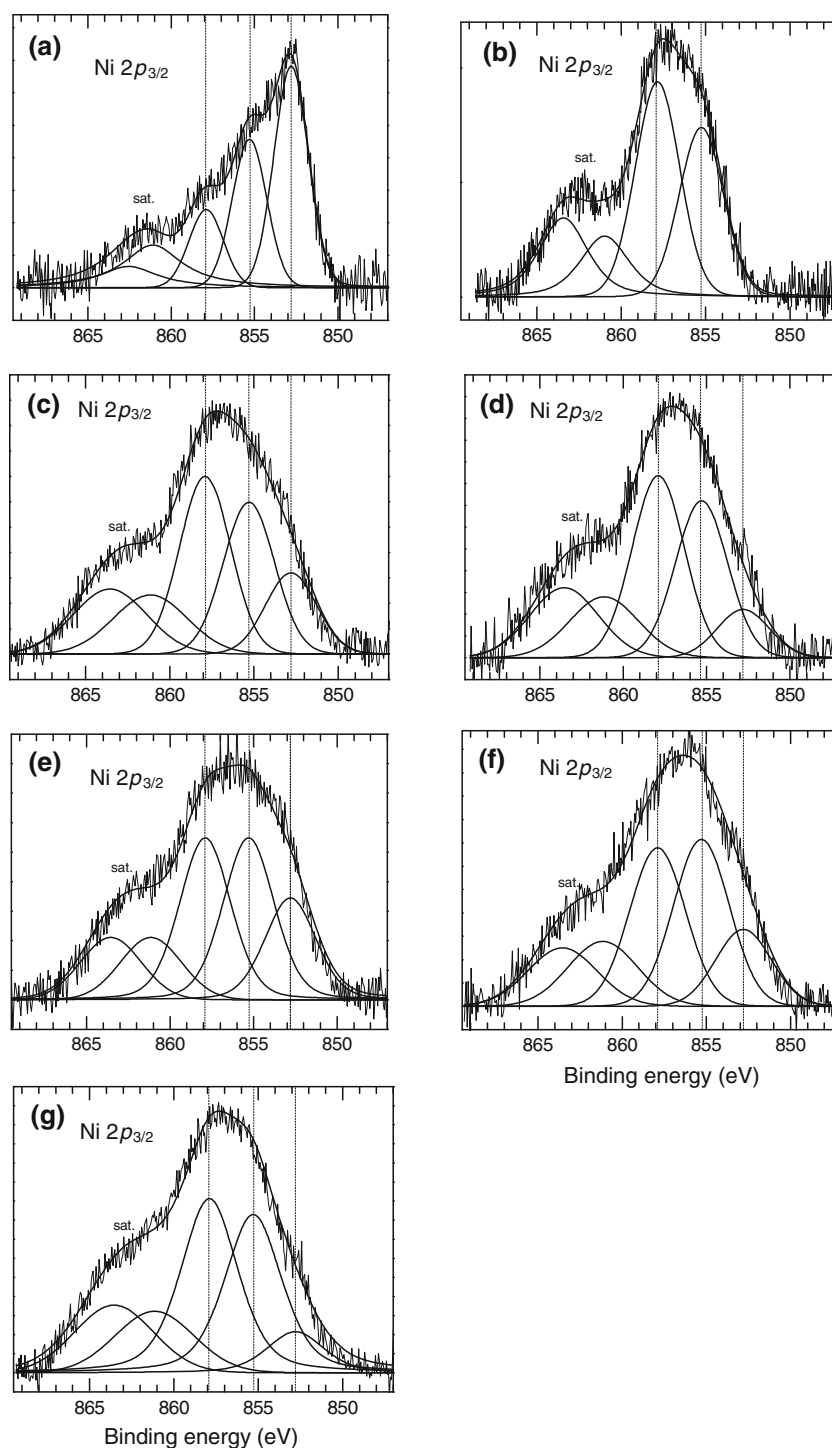 (a)
Ni 2p3/2
sat.
865 860 855 850
(b)
Ni 2p3/2
sat.
865 860 855 850
(c)
Ni 2p3/2
sat.
865 860 855 850
(d)
Ni 2p3/2
sat.
865 860 855 850
(e)
Ni 2p3/2
sat.
865 860 855 850
(f)
Ni 2p3/2
sat.
865 860 855 850
Binding energy (eV)
(g)
Ni 2p3/2
sat.
865 860 855 850
Binding energy (eV)